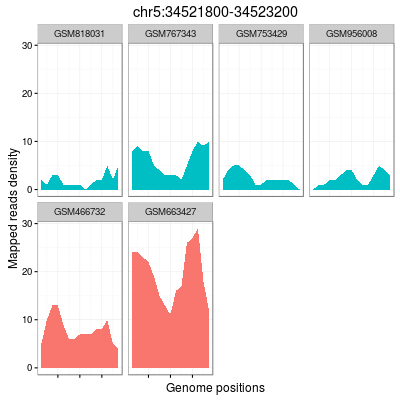 chr5:34521800-34523200
GSM818031 GSM767343 GSM753429 GSM956008
30
20
10
0
GSM466732 GSM663427
30
20
10
0
Mapped reads density
Genome positions